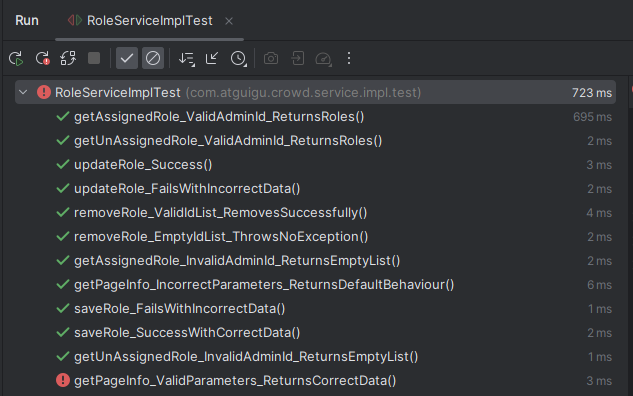 Run RoleServiceImplTest
RoleServiceImplTest (com.atguigu.crowd.service.impl.test) 723 ms
getAssignedRole_ValidAdminId_ReturnsRoles() 695 ms
getUnAssignedRole_ValidAdminId_ReturnsRoles() 2 ms
updateRole_Success() 3 ms
updateRole_FailsWithIncorrectData() 2 ms
removeRole_ValidIdList_RemovesSuccessfully() 4 ms
removeRole_EmptyIdList_ThrowsNoException() 2 ms
getAssignedRole_InvalidAdminId_ReturnsEmptyList() 2 ms
getPageInfo_IncorrectParameters_ReturnsDefaultBehaviour() 6 ms
saveRole_FailsWithIncorrectData() 1 ms
saveRole_SuccessWithCorrectData() 2 ms
getUnAssignedRole_InvalidAdminId_ReturnsEmptyList() 1 ms
getPageInfo_ValidParameters_ReturnsCorrectData() 3 ms